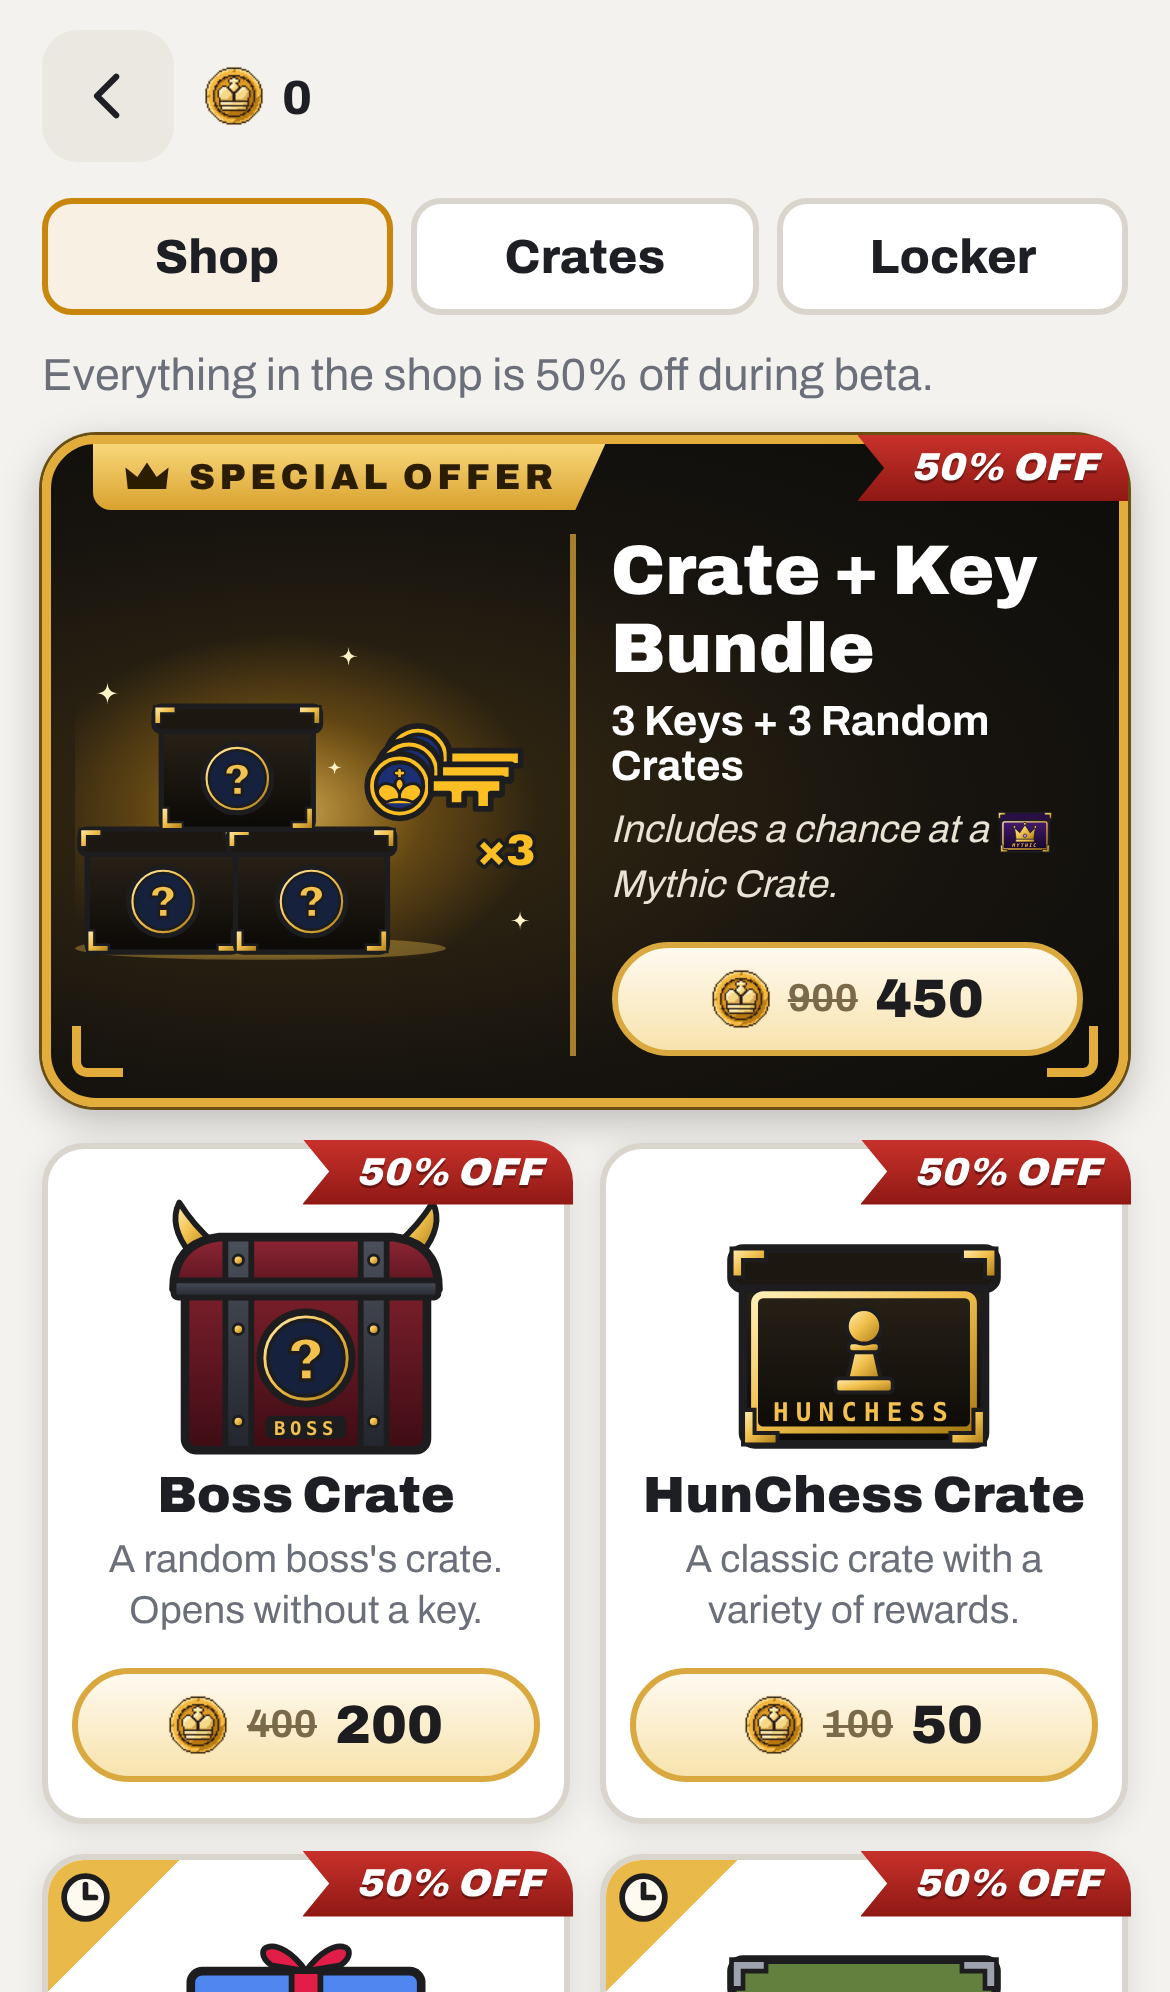 0
Shop
Crates
Locker
Everything in the shop is 50% off during beta.
SPECIAL OFFER
50% OFF
Crate + Key
Bundle
3 Keys + 3 Random
Crates
Includes a chance at a MYTHIC
Mythic Crate.
?
? ?
×3
900 450
50% OFF
?
BOSS
Boss Crate
A random boss's crate.
Opens without a key.
400 200
50% OFF
HUNCHESS
HunChess Crate
A classic crate with a
variety of rewards.
100 50
50% OFF
50% OFF